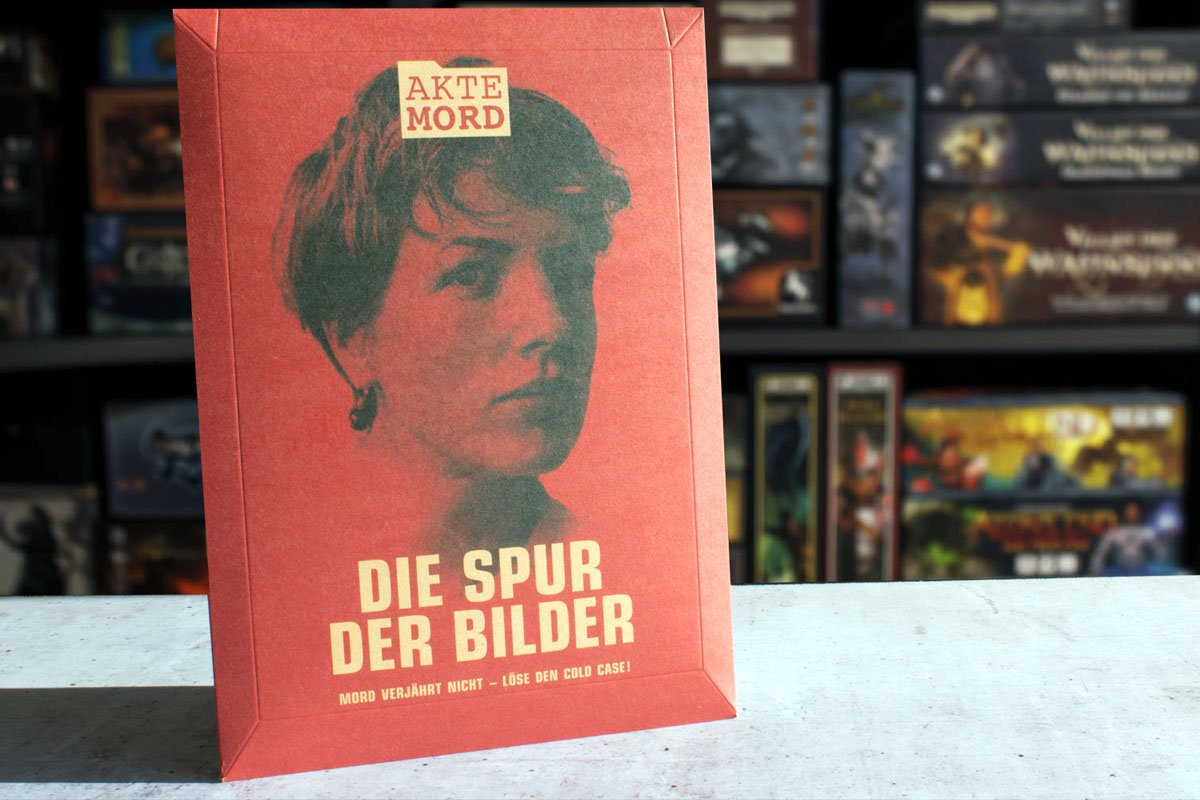 AKTE
MORD
DIE SPUR
DER BILDER
MORD VERJÄHRT NICHT – LÖSE DEN COLD CASE!